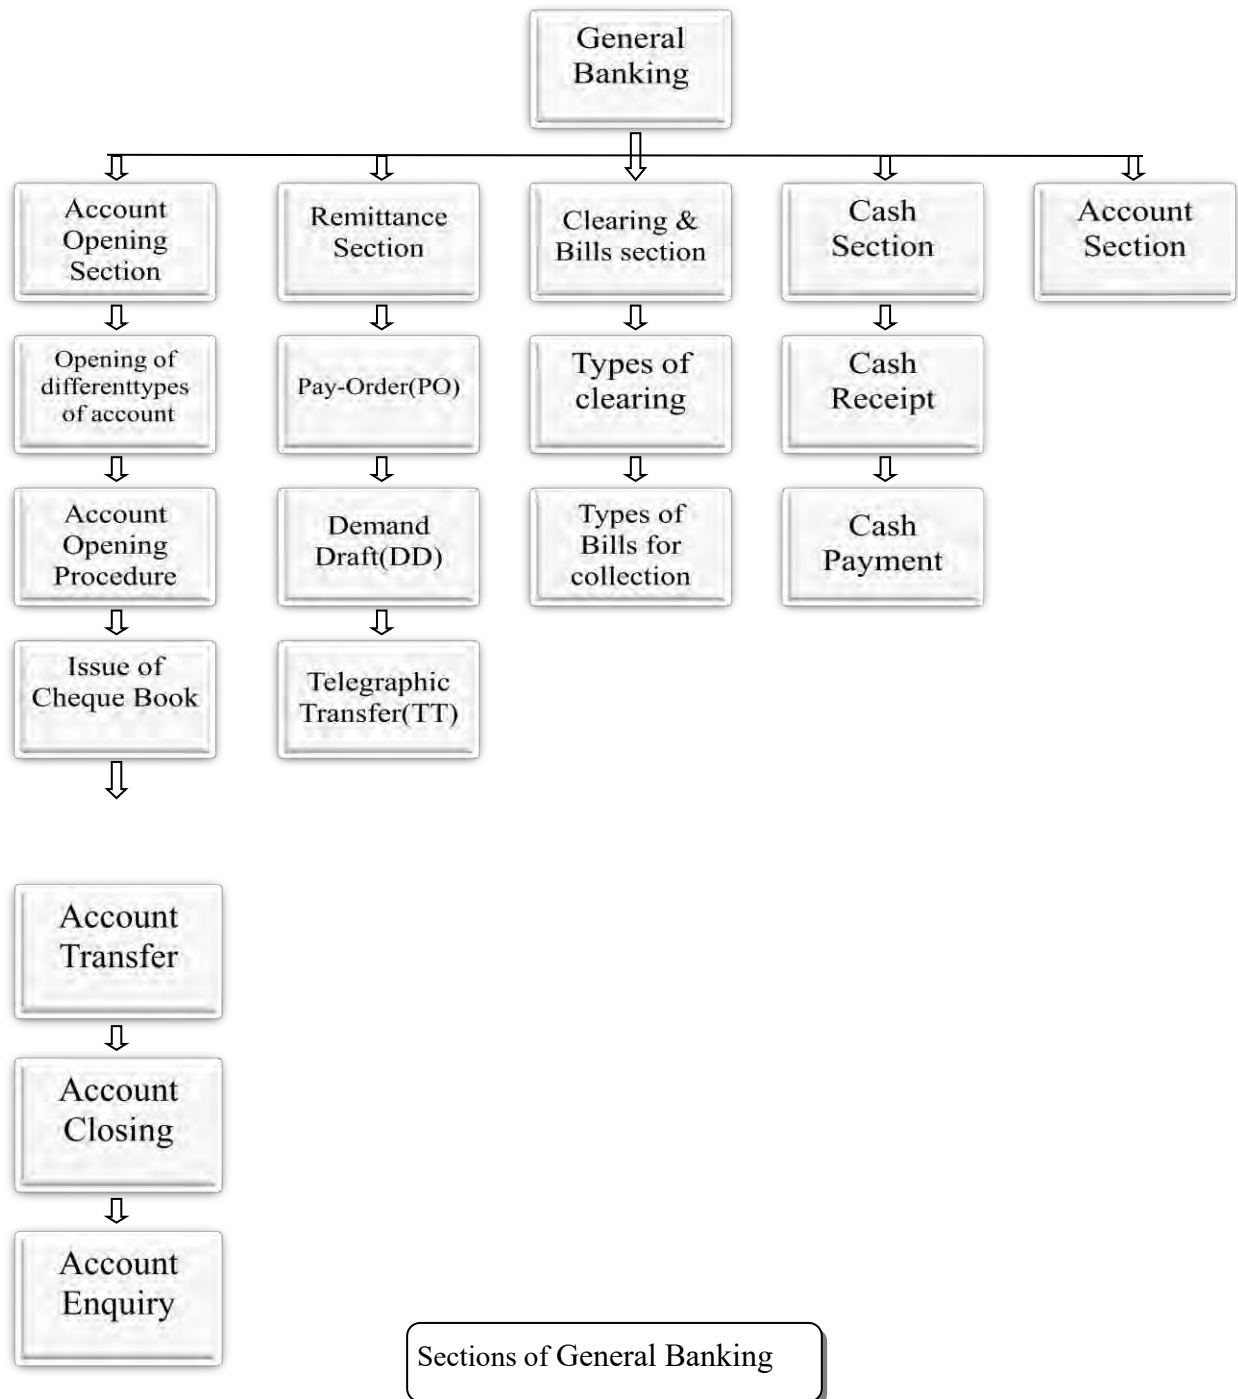 General
Banking
Account
Opening
Section
Remittance
Section
Clearing &
Bills section
Cash
Section
Account
Section
Opening of
differenttypes
of account
Pay-Order(PO)
Types of
clearing
Cash
Receipt
Account
Opening
Procedure
Demand
Draft(DD)
Types of
Bills for
collection
Cash
Payment
Issue of
Cheque Book
Telegraphic
Transfer(TT)
Account
Transfer
Account
Closing
Account
Enquiry
Sections of General Banking